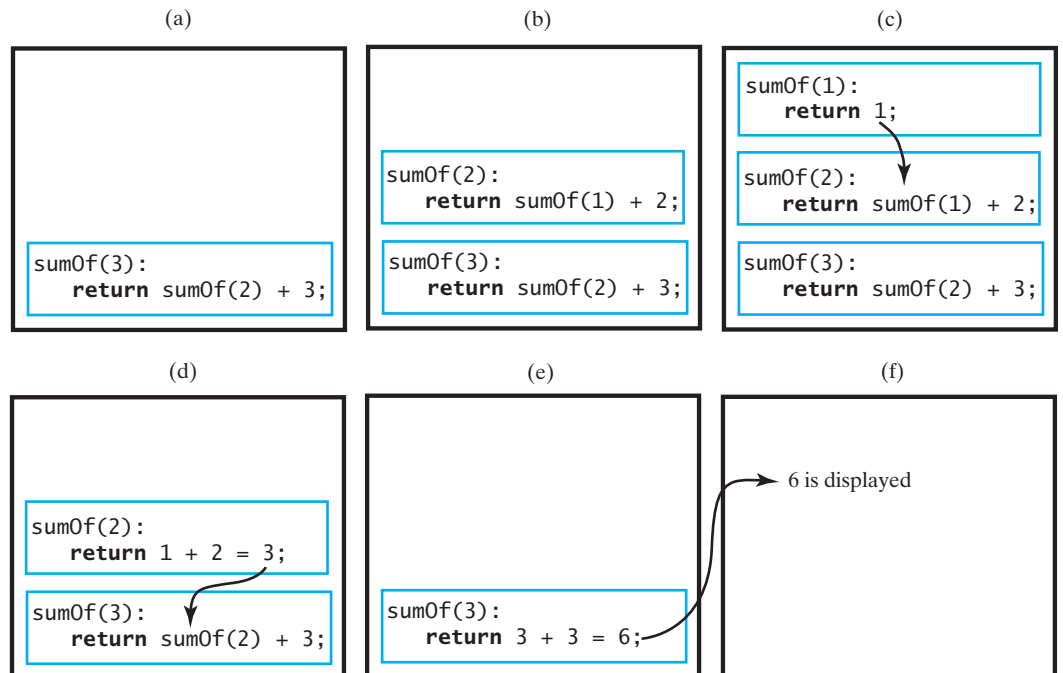 (a)
sumOf(3):
return sumOf(2) + 3;
(b)
sumOf(2):
return sumOf(1) + 2;
sumOf(3):
return sumOf(2) + 3;
(c)
sumOf(1):
return 1;
sumOf(2):
return sumOf(1) + 2;
sumOf(3):
return sumOf(2) + 3;
(d)
sumOf(2):
return 1 + 2 = 3;
sumOf(3):
return sumOf(2) + 3;
(e)
sumOf(3):
return 3 + 3 = 6;
(f)
6 is displayed